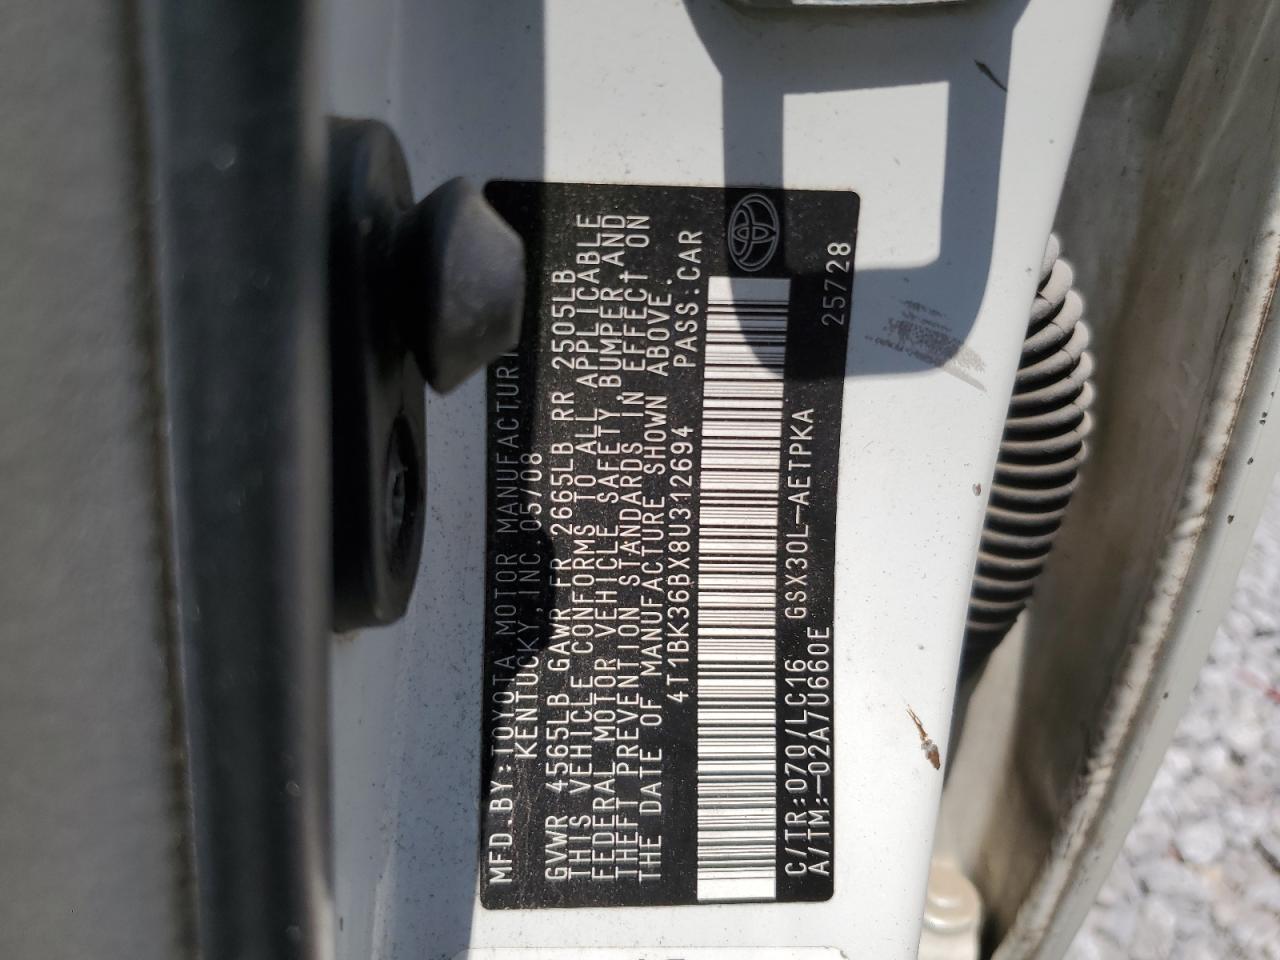 MFD. BY: TOYOTA MOTOR MANUFACTURI
KENTUCKY, INC. 05/08
GVWR 4565LB GAWR FR 2665LB RR 2505LB
THIS VEHICLE CONFORMS TO ALL APPLICABLE
FEDERAL MOTOR VEHICLE SAFETY, BUMPER, AND
THEFT PREVENTION STANDARDS IN EFFECT ON
THE DATE OF MANUFACTURE SHOWN ABOVE.
4T1BK36BX8U312694 PASS. CAR
C/TR: 070/LC16 GSX30L-AETPKA 25728
A/TM: -02A/U660E